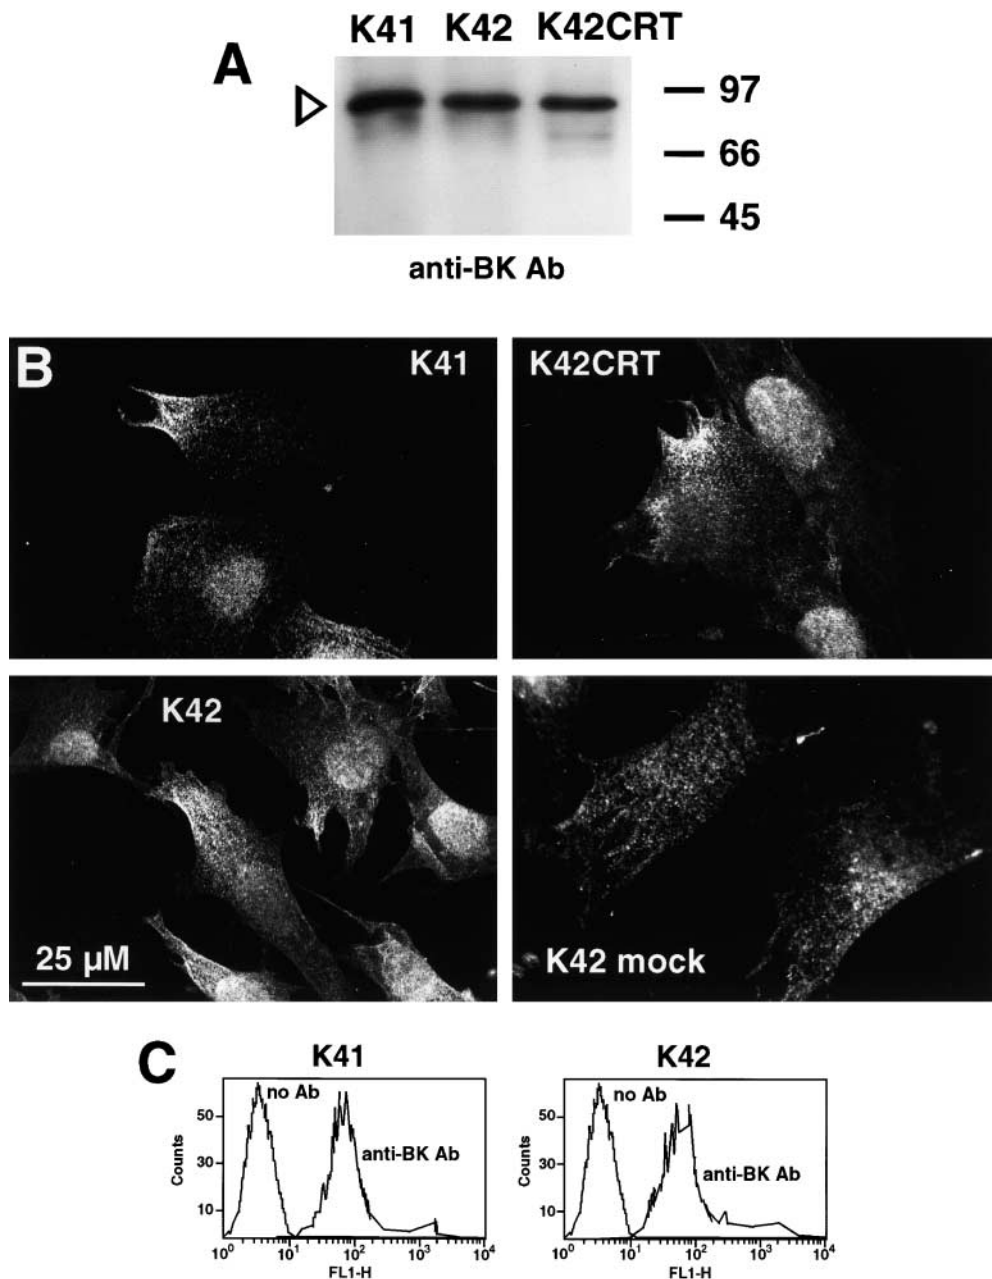 K41 K42 K42CRT
A
97
66
45
anti-BK Ab
B
K41
K42CRT
K42
25 µM
K42 mock
C
K41
K42
no Ab
anti-BK Ab
50
30
10
Counts
10⁰ 10¹ 10² 10³ 10⁴
FL1-H
no Ab
anti-BK Ab
50
30
10
Counts
10⁰ 10¹ 10² 10³ 10⁴
FL1-H